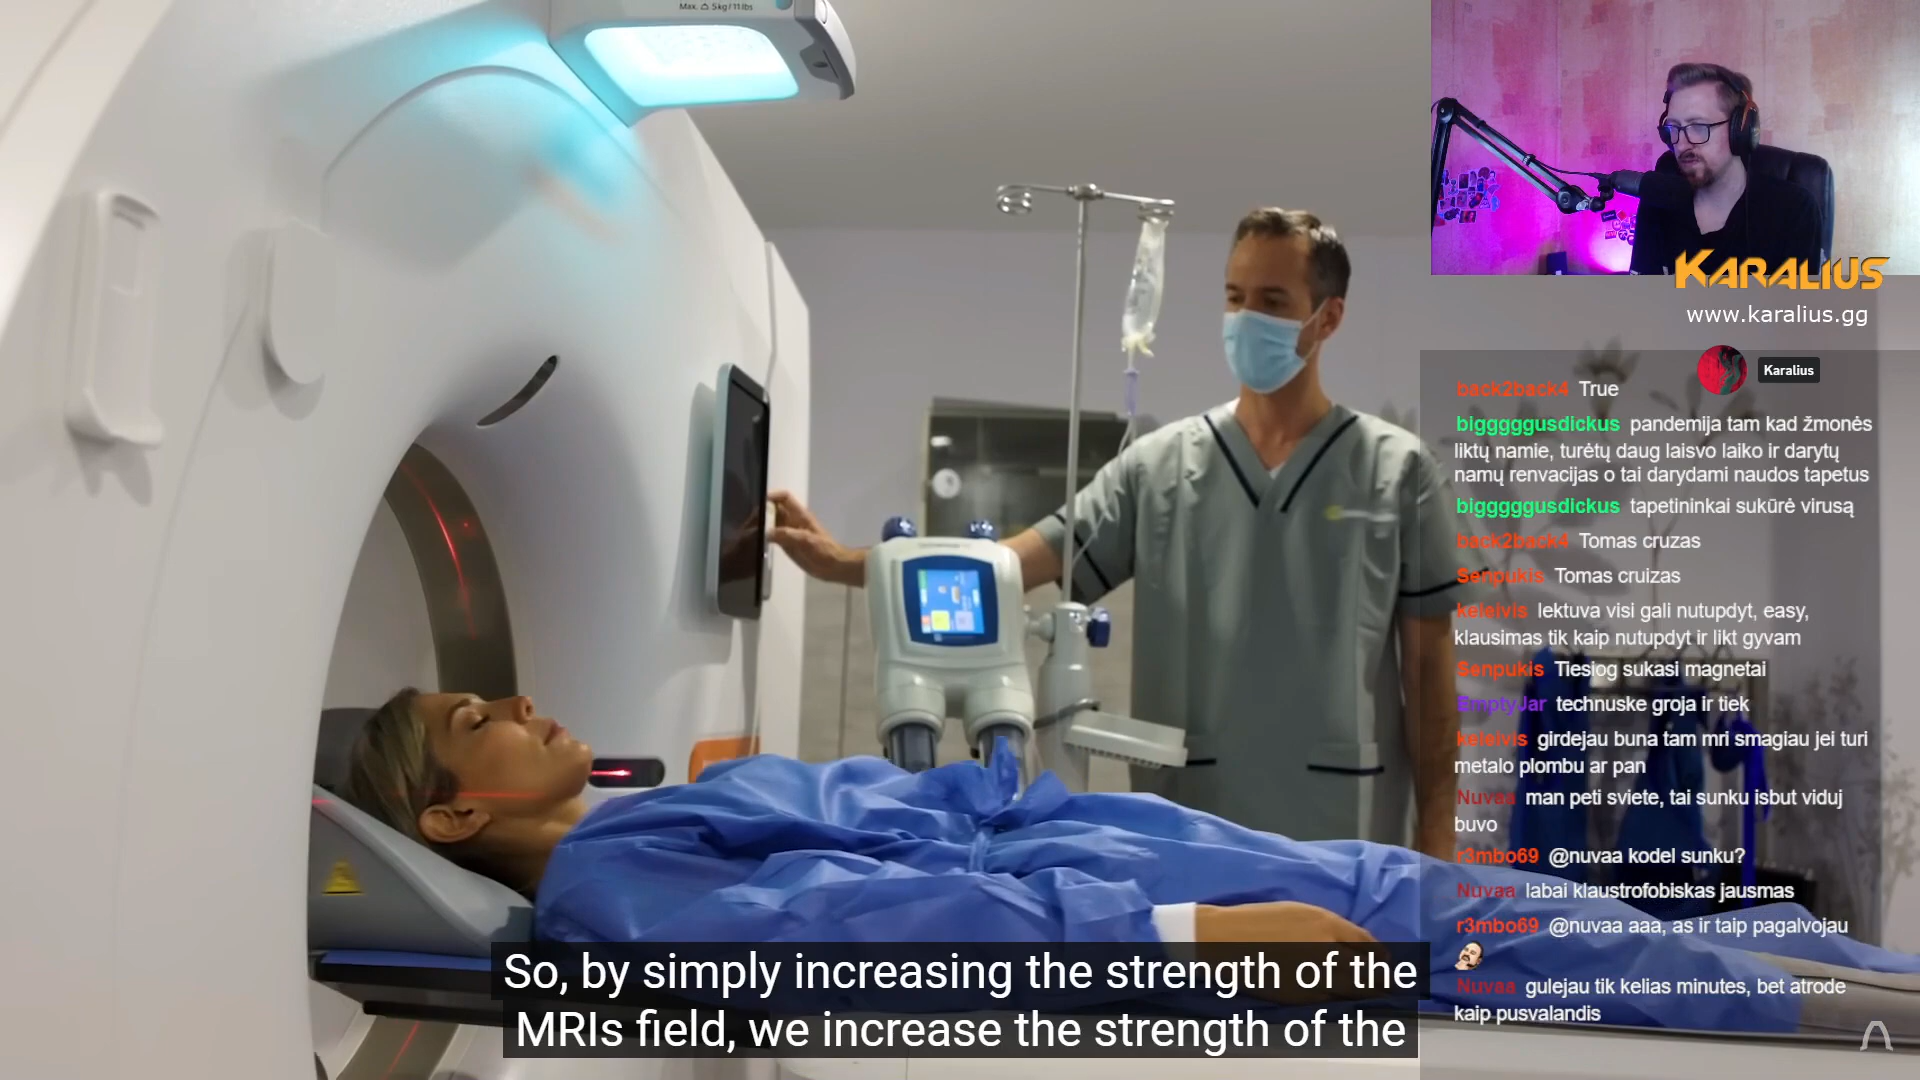 Max. 5kg/11lbs
KARALIUS
www.karalius.gg
Karalius
back2back4 True
bigggggusdickus pandemija tam kad žmonės
liktų namie, turėtų daug laisvo laiko ir darytų
namų renvacijas o tai darydami naudos tapetus
bigggggusdickus tapetininkai sukūrė virusą
back2back4 Tomas cruzas
Senpukis Tomas cruizas
keleivis lektuva visi gali nutupdyt, easy,
klausimas tik kaip nutupdyt ir likt gyvam
Senpukis Tiesiog sukasi magnetai
EmptyJar technuske groja ir tiek
keleivis girdejau buna tam mri smagiau jei turi
metalo plombu ar pan
Nuvaa man peti sviete, tai sunku isbut viduj
buvo
r3mbo69 @nuvaa kodel sunku?
Nuvaa labai klaustrofobiskas jausmas
r3mbo69 @nuvaa aaa, as ir taip pagalvojau
Nuvaa gulejau tik kelias minutes, bet atrode
kaip pusvalandis
So, by simply increasing the strength of the
MRIs field, we increase the strength of the